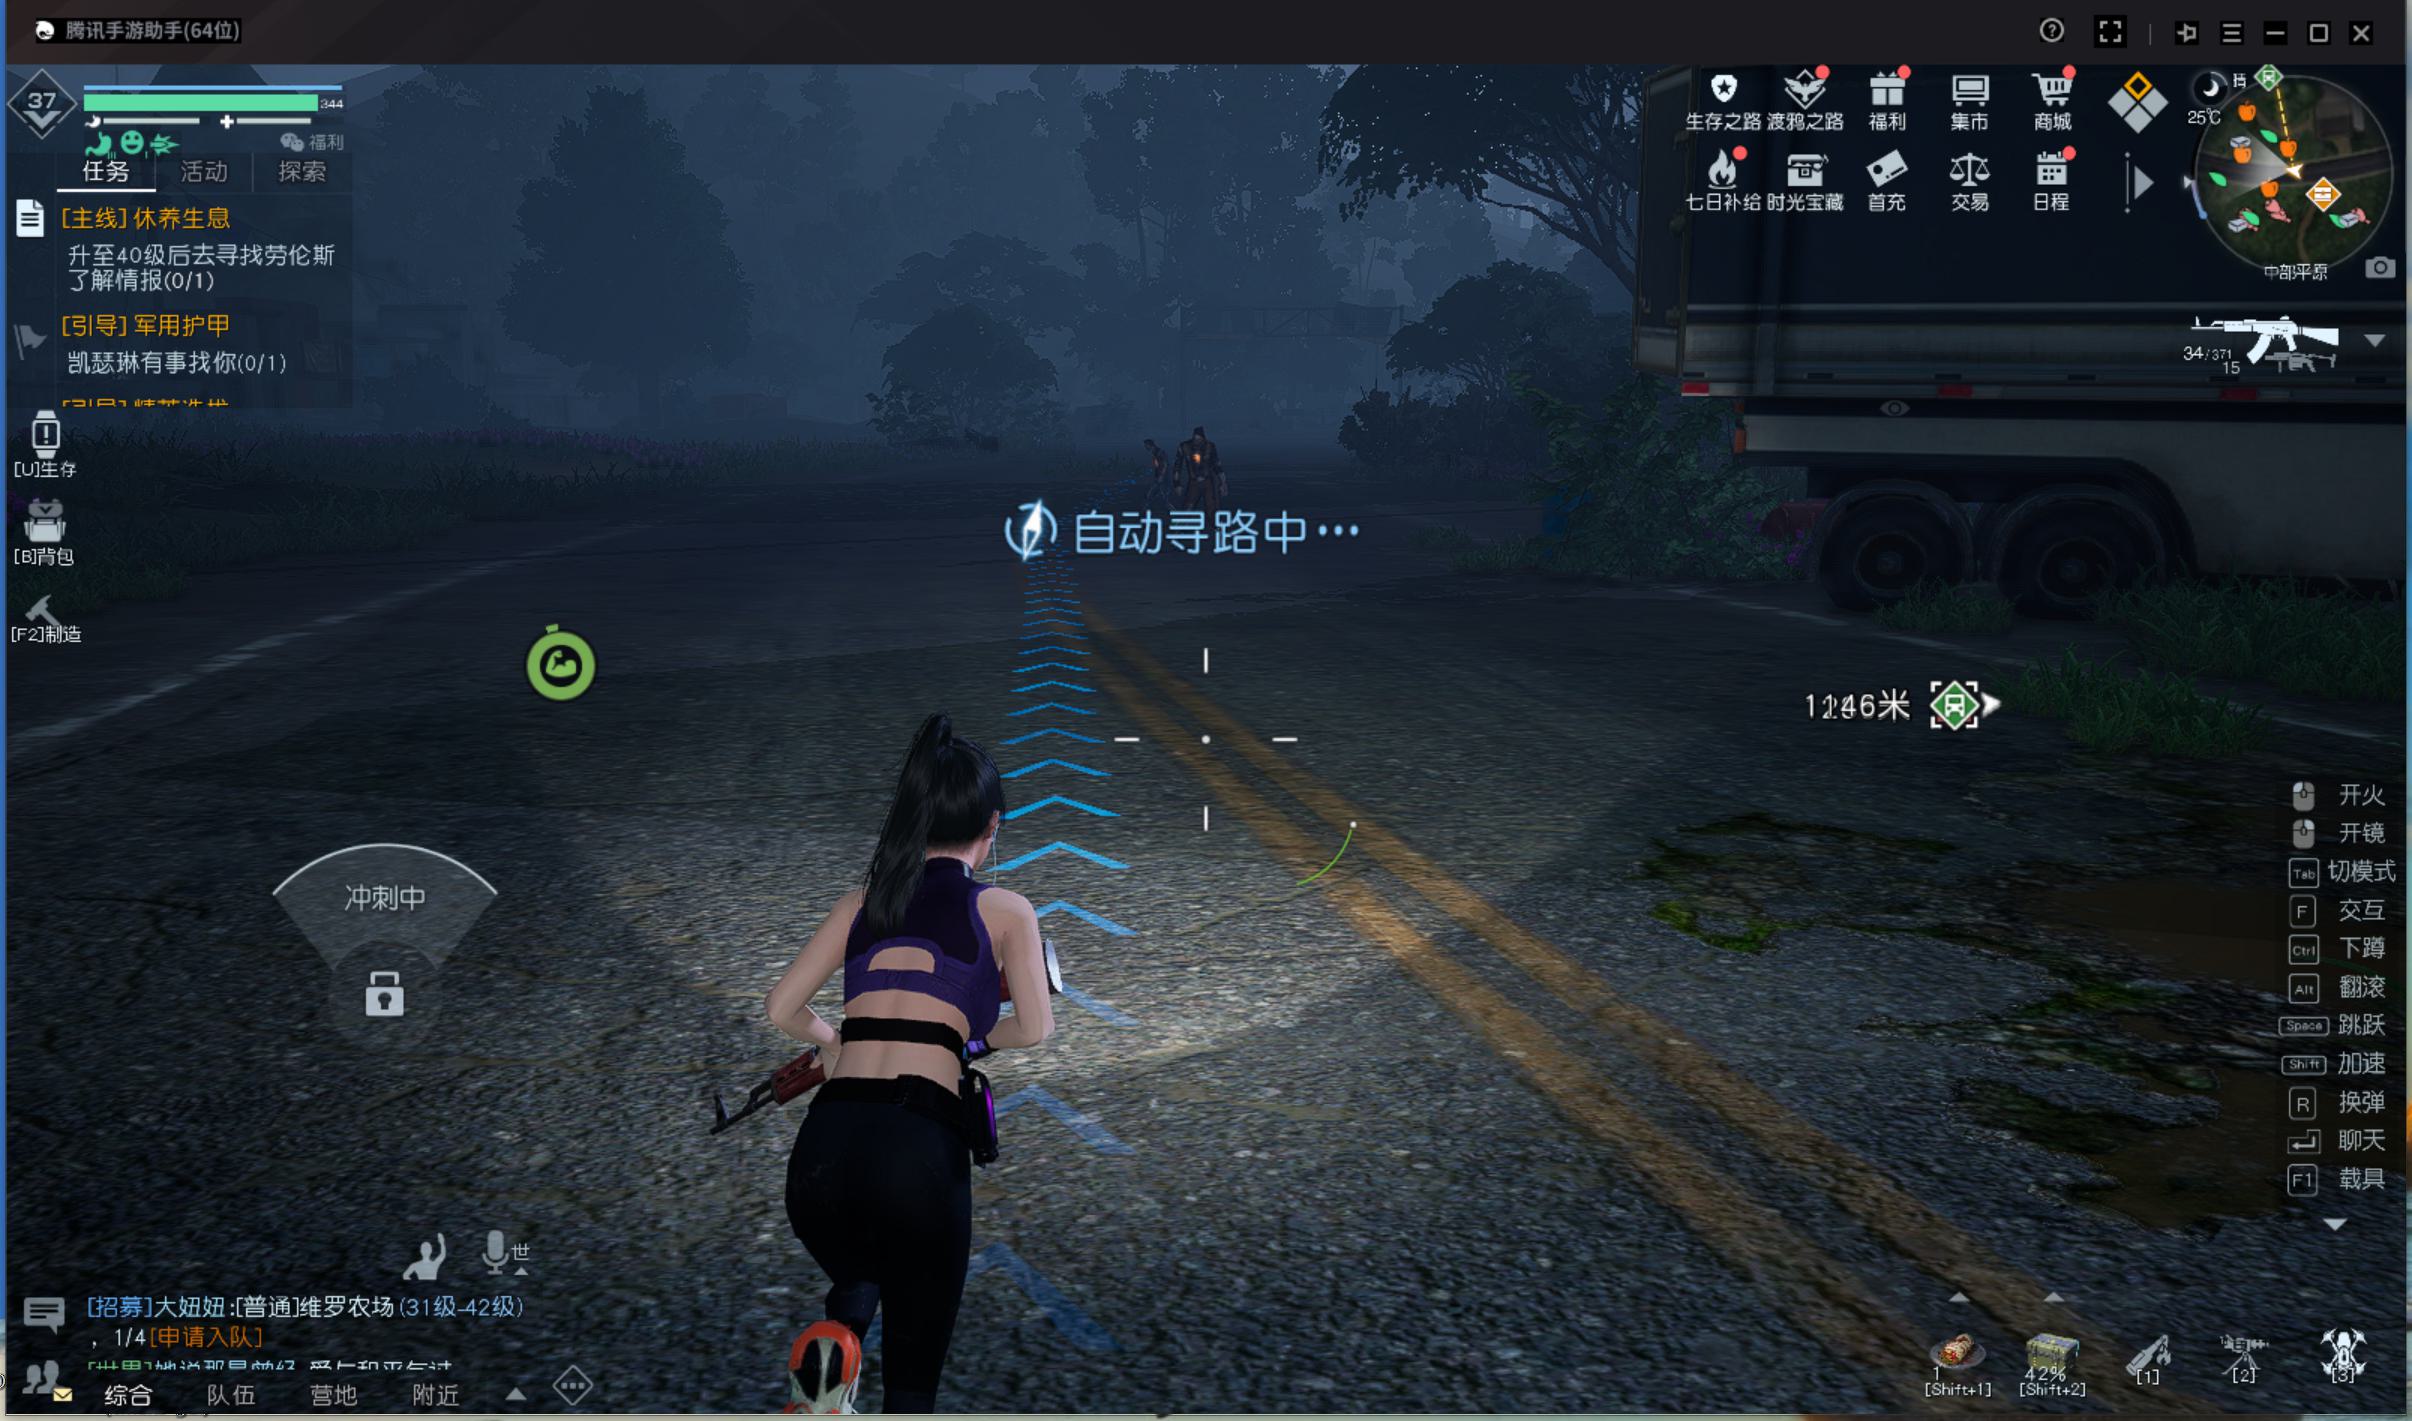 腾讯手游助手(64位)
37
344
福利
任务 活动 探索
[主线] 休养生息
升至40级后去寻找劳伦斯
了解情报(0/1)
[引导] 军用护甲
凯瑟琳有事找你(0/1)
[U]生存
[B]背包
[F2]制造
生存之路 渡鸦之路 福利 集市 商城
七日补给 时光宝藏 首充 交易 日程
25℃
中部平原
34/371
15
自动寻路中…
冲刺中
开火
开镜
Tab 切模式
F 交互
Ctrl 下蹲
Alt 翻滚
Space 跳跃
Shift 加速
R 换弹
聊天
F1 载具
世
[招募]大妞妞:[普通]维罗农场(31级-42级)
，1/4[申请入队]
综合 队伍 营地 附近
1 42%
[Shift+1] [Shift+2] [1] [2] [3]